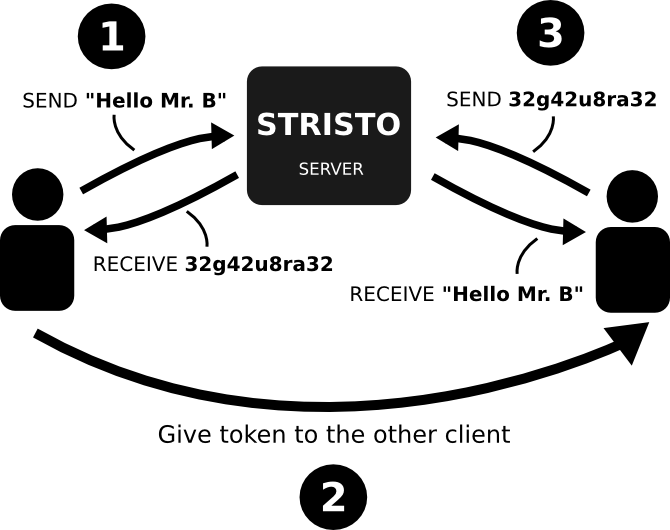 1
SEND "Hello Mr. B"
RECEIVE 32g42u8ra32
STRISTO
SERVER
3
SEND 32g42u8ra32
RECEIVE "Hello Mr. B"
Give token to the other client
2